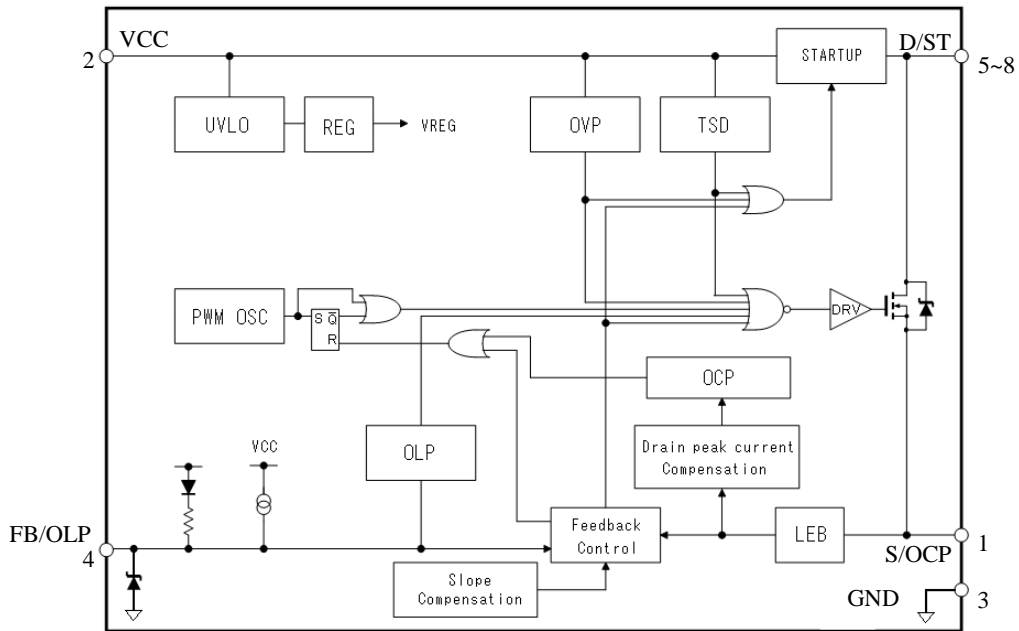 VCC
D/ST
2
5~8
STARTUP
UVLO
REG
VREG
OVP
TSD
PWM OSC
S Q̅
R
DRV
OCP
OLP
Drain peak current
Compensation
VCC
FB/OLP
4
Feedback
Control
LEB
S/OCP
1
Slope
Compensation
GND
3